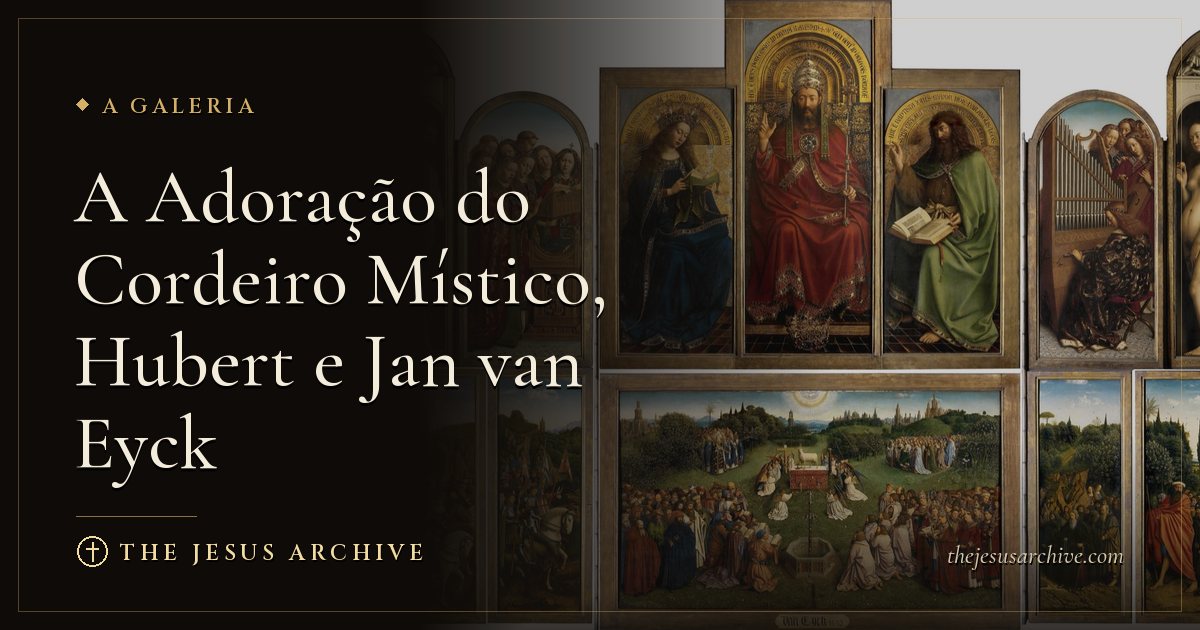 A GALERIA
A Adoração do
Cordeiro Místico,
Hubert e Jan van
Eyck
THE JESUS ARCHIVE
thejesusarchive.com